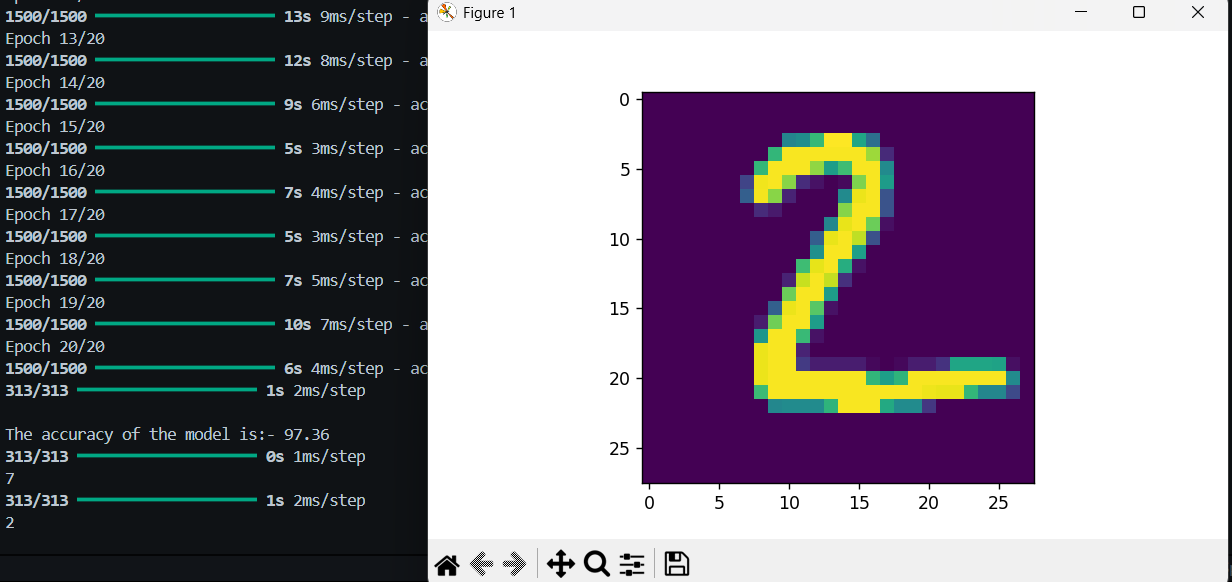 1500/1500 13s 9ms/step - a
Epoch 13/20
1500/1500 12s 8ms/step - a
Epoch 14/20
1500/1500 9s 6ms/step - ac
Epoch 15/20
1500/1500 5s 3ms/step - ac
Epoch 16/20
1500/1500 7s 4ms/step - ac
Epoch 17/20
1500/1500 5s 3ms/step - ac
Epoch 18/20
1500/1500 7s 5ms/step - ac
Epoch 19/20
1500/1500 10s 7ms/step - a
Epoch 20/20
1500/1500 6s 4ms/step - ac
313/313 1s 2ms/step
The accuracy of the model is:- 97.36
313/313 0s 1ms/step
7
313/313 1s 2ms/step
2
Figure 1
0
5
10
15
20
25
0 5 10 15 20 25
2